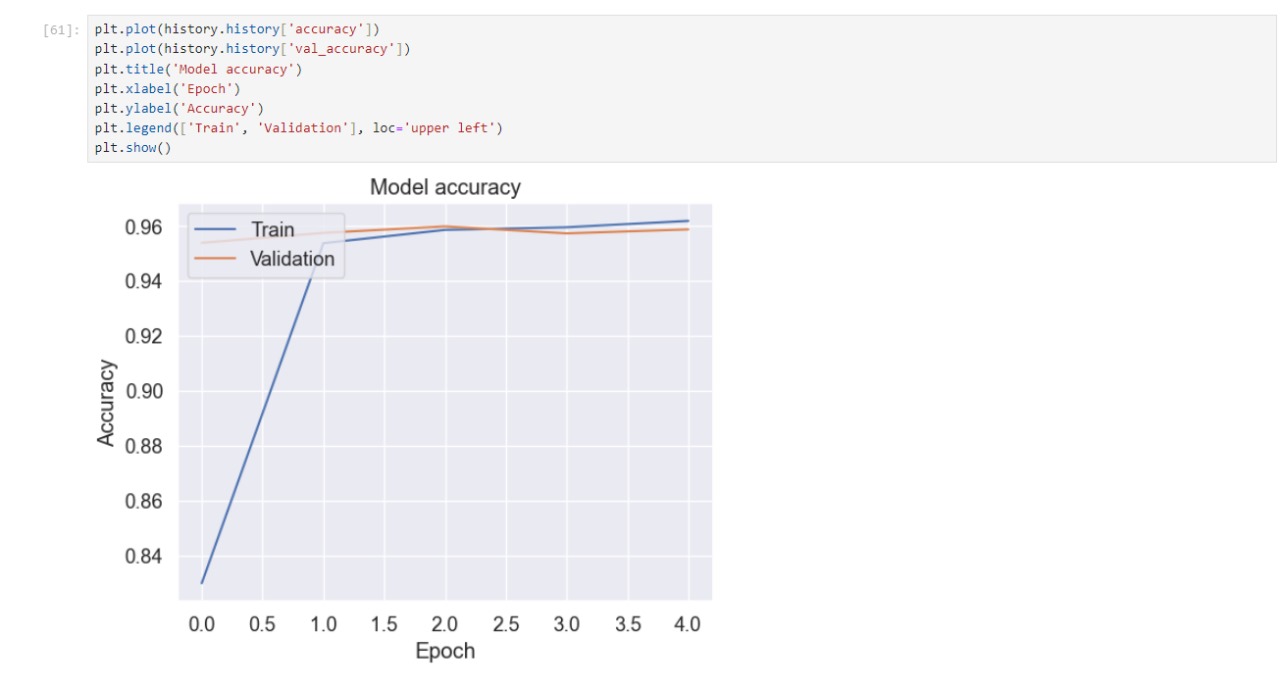 [61]: plt.plot(history.history['accuracy'])
plt.plot(history.history['val_accuracy'])
plt.title('Model accuracy')
plt.xlabel('Epoch')
plt.ylabel('Accuracy')
plt.legend(['Train', 'Validation'], loc='upper left')
plt.show()
Model accuracy
Train
Validation
Accuracy
0.96
0.94
0.92
0.90
0.88
0.86
0.84
0.0 0.5 1.0 1.5 2.0 2.5 3.0 3.5 4.0
Epoch